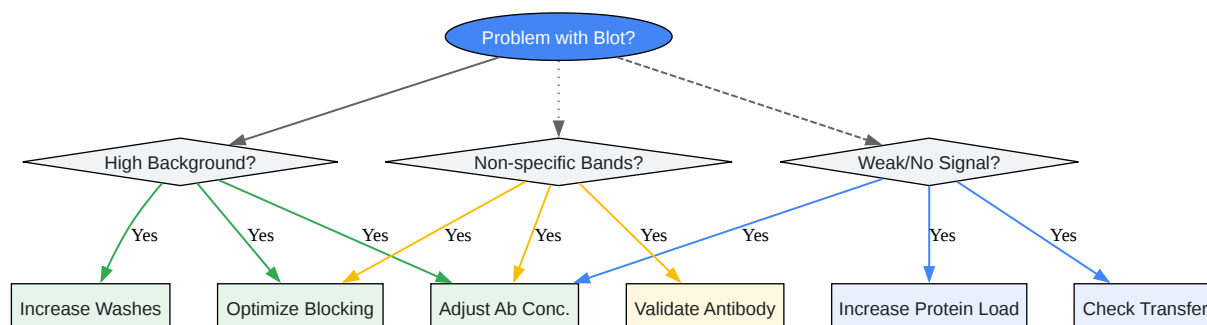 Problem with Blot?
High Background?
Non-specific Bands?
Weak/No Signal?
Yes
Yes
Yes
Yes
Yes
Yes
Yes
Yes
Yes
Increase Washes
Optimize Blocking
Adjust Ab Conc.
Validate Antibody
Increase Protein Load
Check Transfer